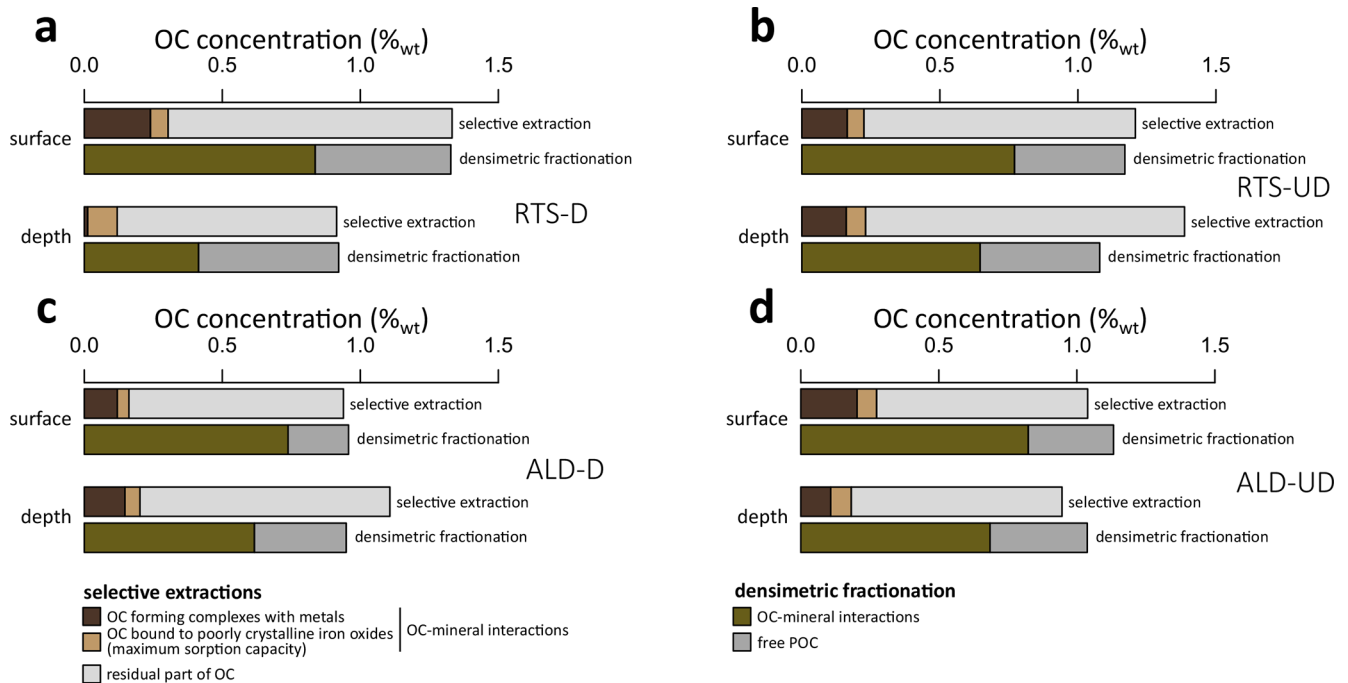 a
OC concentration (%wt)
0.0 0.5 1.0 1.5
surface
selective extraction
densimetric fractionation
depth
selective extraction
densimetric fractionation
RTS-D
b
OC concentration (%wt)
0.0 0.5 1.0 1.5
surface
selective extraction
densimetric fractionation
RTS-UD
depth
selective extraction
densimetric fractionation
c
OC concentration (%wt)
0.0 0.5 1.0 1.5
surface
selective extraction
densimetric fractionation
ALD-D
depth
selective extraction
densimetric fractionation
d
OC concentration (%wt)
0.0 0.5 1.0 1.5
surface
selective extraction
densimetric fractionation
ALD-UD
depth
selective extraction
densimetric fractionation
selective extractions
OC forming complexes with metals
OC bound to poorly crystalline iron oxides
(maximum sorption capacity)
OC-mineral interactions
residual part of OC
densimetric fractionation
OC-mineral interactions
free POC